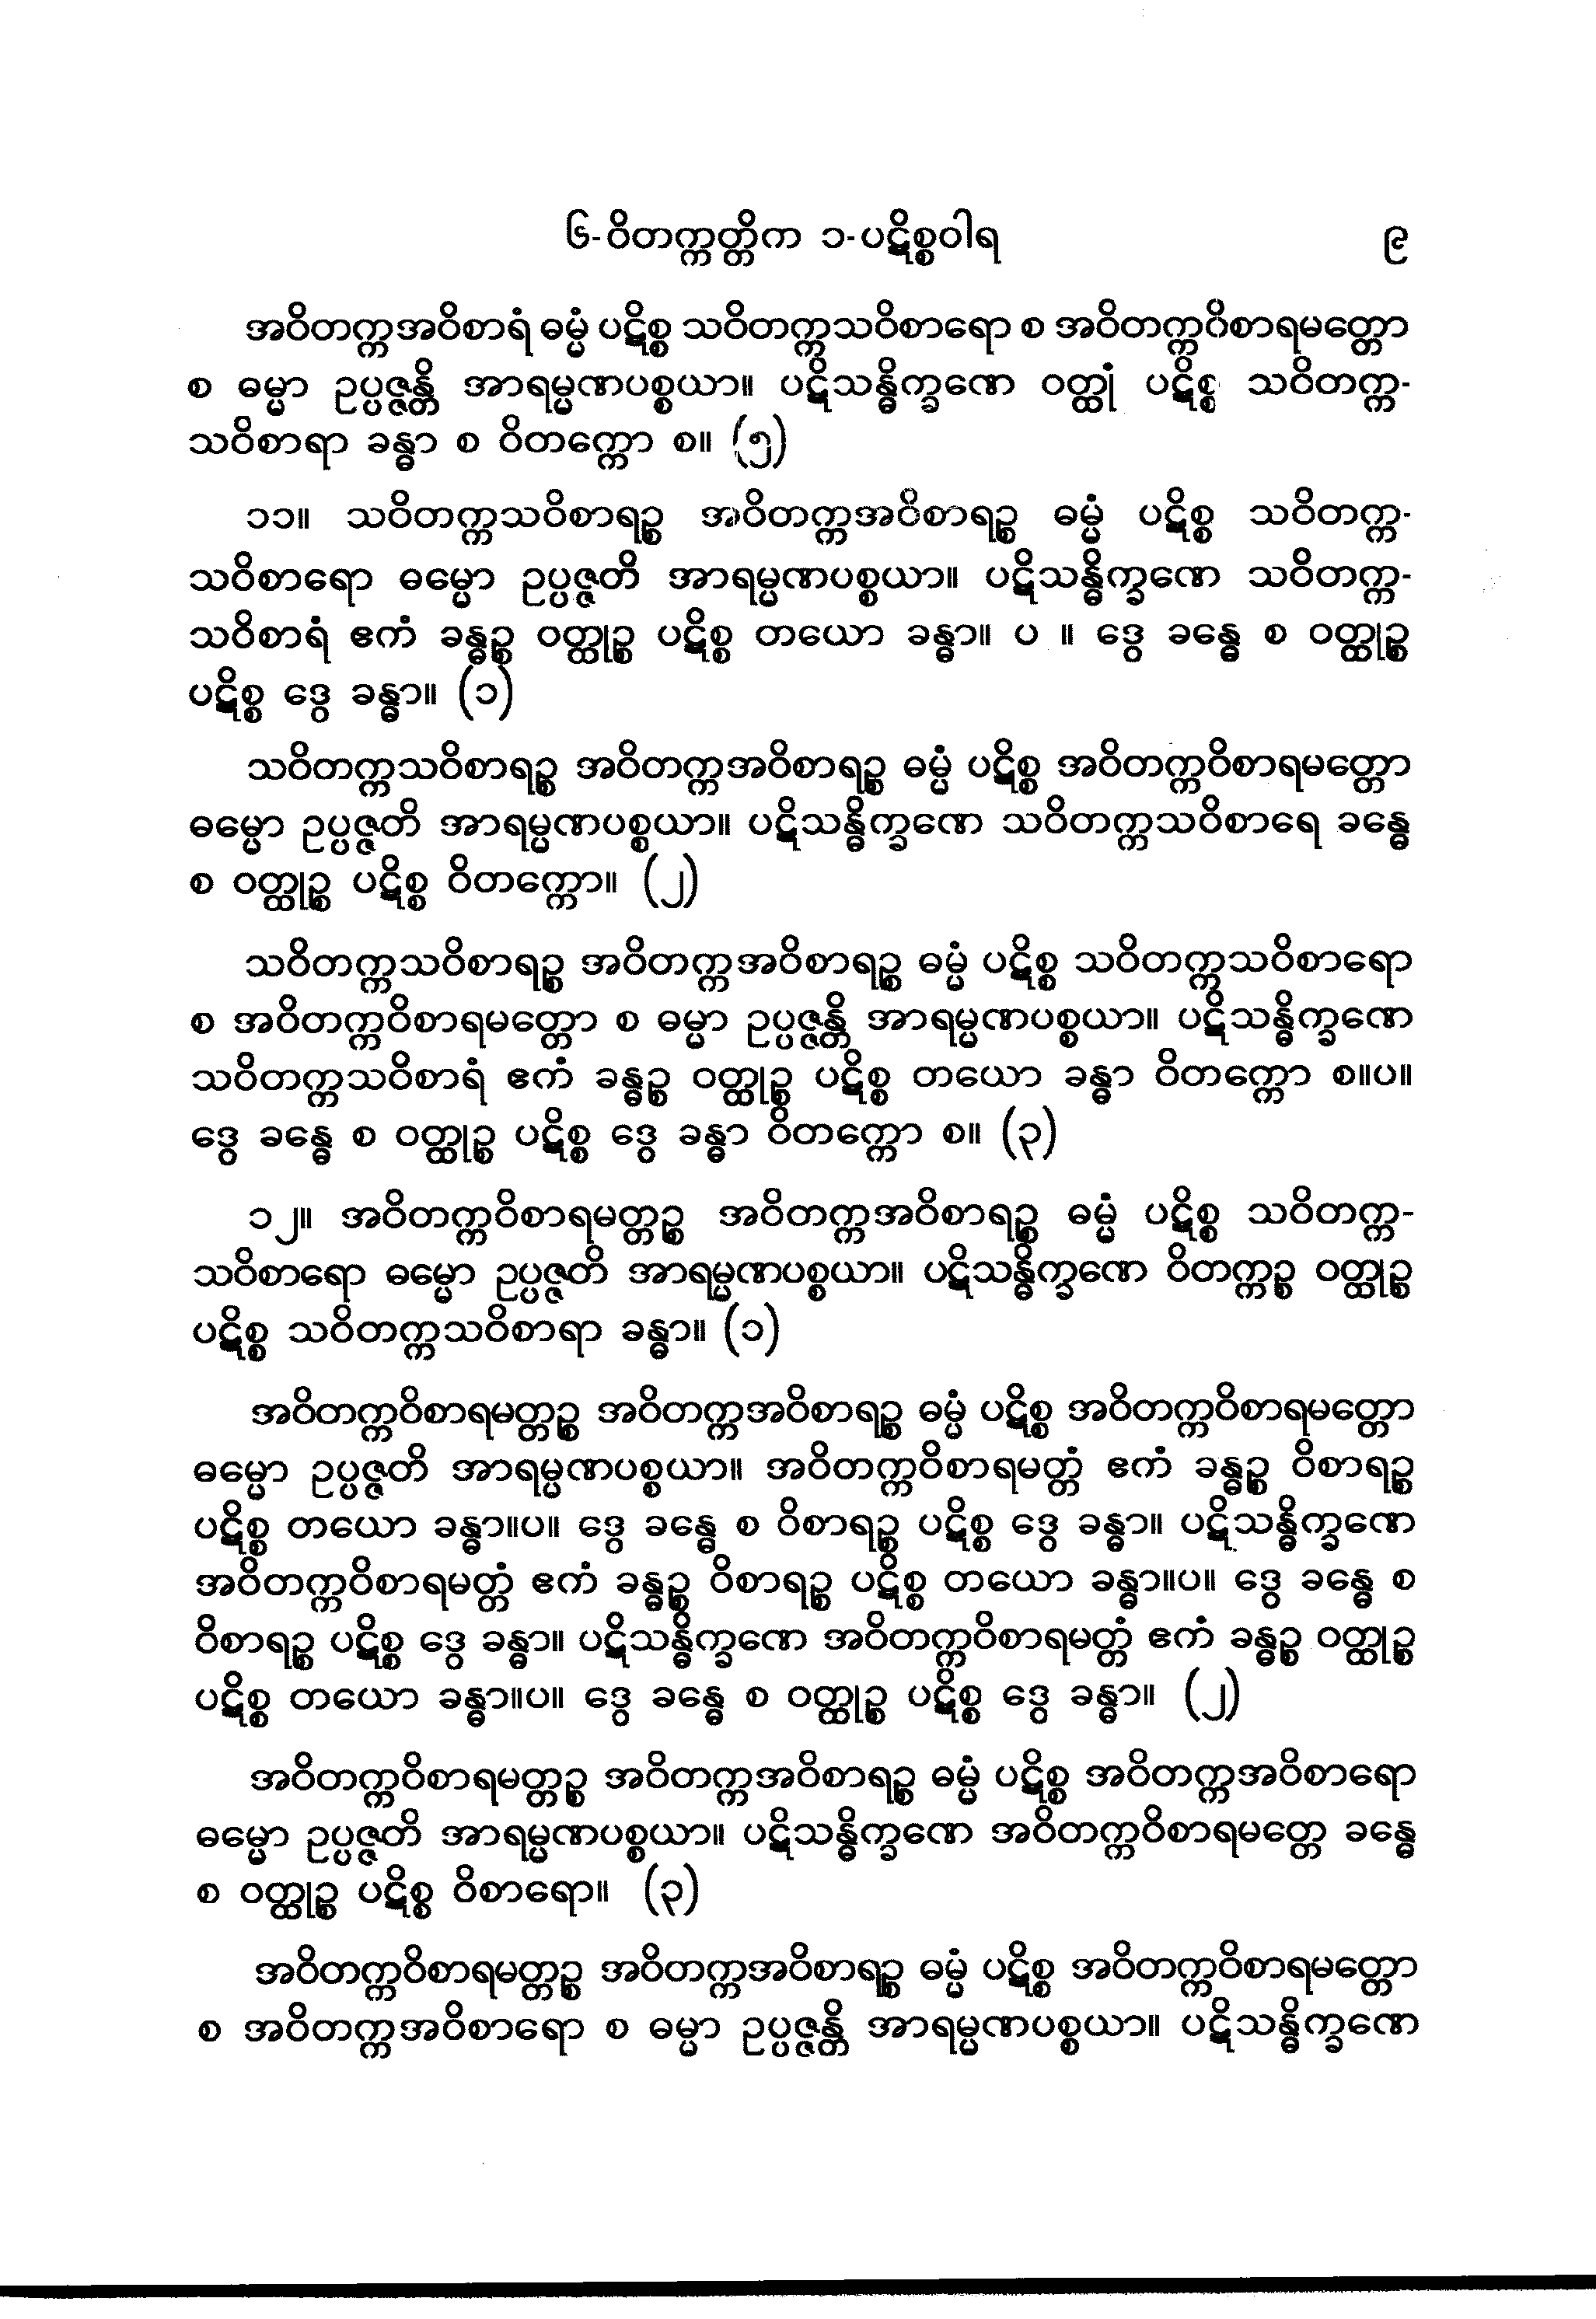 ၆-ဝိတက္ကတ္တိက ၁-ပဋိစ္စဝါရ ၉
အဝိတက္ကအဝိစာရံ ဓမ္မံ ပဋိစ္စ သဝိတက္ကသဝိစာရော စ အဝိတက္ကဝိစာရမတ္တော
စ ဓမ္မာ ဥပ္ပဇ္ဇန္တိ အာရမ္မဏပစ္စယာ။ ပဋိသန္ဓိက္ခဏေ ဝတ္ထုံ ပဋိစ္စ သဝိတက္က-
သဝိစာရာ ခန္ဓာ စ ဝိတက္ကော စ။ (၅)
၁၁။ သဝိတက္ကသဝိစာရဉ္စ အဝိတက္ကအဝိစာရဉ္စ ဓမ္မံ ပဋိစ္စ သဝိတက္က-
သဝိစာရော ဓမ္မော ဥပ္ပဇ္ဇတိ အာရမ္မဏပစ္စယာ။ ပဋိသန္ဓိက္ခဏေ သဝိတက္က-
သဝိစာရံ ဧကံ ခန္ဓဉ္စ ဝတ္ထုဉ္စ ပဋိစ္စ တယော ခန္ဓာ။ ပ ။ ဒွေ ခန္ဓေ စ ဝတ္ထုဉ္စ
ပဋိစ္စ ဒွေ ခန္ဓာ။ (၁)
သဝိတက္ကသဝိစာရဉ္စ အဝိတက္ကအဝိစာရဉ္စ ဓမ္မံ ပဋိစ္စ အဝိတက္ကဝိစာရမတ္တော
ဓမ္မော ဥပ္ပဇ္ဇတိ အာရမ္မဏပစ္စယာ။ ပဋိသန္ဓိက္ခဏေ သဝိတက္ကသဝိစာရေ ခန္ဓေ
စ ဝတ္ထုဉ္စ ပဋိစ္စ ဝိတက္ကော။ (၂)
သဝိတက္ကသဝိစာရဉ္စ အဝိတက္ကအဝိစာရဉ္စ ဓမ္မံ ပဋိစ္စ သဝိတက္ကသဝိစာရော
စ အဝိတက္ကဝိစာရမတ္တော စ ဓမ္မာ ဥပ္ပဇ္ဇန္တိ အာရမ္မဏပစ္စယာ။ ပဋိသန္ဓိက္ခဏေ
သဝိတက္ကသဝိစာရံ ဧကံ ခန္ဓဉ္စ ဝတ္ထုဉ္စ ပဋိစ္စ တယော ခန္ဓာ ဝိတက္ကော စ။ပ။
ဒွေ ခန္ဓေ စ ဝတ္ထုဉ္စ ပဋိစ္စ ဒွေ ခန္ဓာ ဝိတက္ကော စ။ (၃)
၁၂။ အဝိတက္ကဝိစာရမတ္တဉ္စ အဝိတက္ကအဝိစာရဉ္စ ဓမ္မံ ပဋိစ္စ သဝိတက္က-
သဝိစာရော ဓမ္မော ဥပ္ပဇ္ဇတိ အာရမ္မဏပစ္စယာ။ ပဋိသန္ဓိက္ခဏေ ဝိတက္ကဉ္စ ဝတ္ထုဉ္စ
ပဋိစ္စ သဝိတက္ကသဝိစာရာ ခန္ဓာ။ (၁)
အဝိတက္ကဝိစာရမတ္တဉ္စ အဝိတက္ကအဝိစာရဉ္စ ဓမ္မံ ပဋိစ္စ အဝိတက္ကဝိစာရမတ္တော
ဓမ္မော ဥပ္ပဇ္ဇတိ အာရမ္မဏပစ္စယာ။ အဝိတက္ကဝိစာရမတ္တံ ဧကံ ခန္ဓဉ္စ ဝိစာရဉ္စ
ပဋိစ္စ တယော ခန္ဓာ။ပ။ ဒွေ ခန္ဓေ စ ဝိစာရဉ္စ ပဋိစ္စ ဒွေ ခန္ဓာ။ ပဋိသန္ဓိက္ခဏေ
အဝိတက္ကဝိစာရမတ္တံ ဧကံ ခန္ဓဉ္စ ဝိစာရဉ္စ ပဋိစ္စ တယော ခန္ဓာ။ပ။ ဒွေ ခန္ဓေ စ
ဝိစာရဉ္စ ပဋိစ္စ ဒွေ ခန္ဓာ။ ပဋိသန္ဓိက္ခဏေ အဝိတက္ကဝိစာရမတ္တံ ဧကံ ခန္ဓဉ္စ ဝတ္ထုဉ္စ
ပဋိစ္စ တယော ခန္ဓာ။ပ။ ဒွေ ခန္ဓေ စ ဝတ္ထုဉ္စ ပဋိစ္စ ဒွေ ခန္ဓာ။ (၂)
အဝိတက္ကဝိစာရမတ္တဉ္စ အဝိတက္ကအဝိစာရဉ္စ ဓမ္မံ ပဋိစ္စ အဝိတက္ကအဝိစာရော
ဓမ္မော ဥပ္ပဇ္ဇတိ အာရမ္မဏပစ္စယာ။ ပဋိသန္ဓိက္ခဏေ အဝိတက္ကဝိစာရမတ္တေ ခန္ဓေ
စ ဝတ္ထုဉ္စ ပဋိစ္စ ဝိစာရော။ (၃)
အဝိတက္ကဝိစာရမတ္တဉ္စ အဝိတက္ကအဝိစာရဉ္စ ဓမ္မံ ပဋိစ္စ အဝိတက္ကဝိစာရမတ္တော
စ အဝိတက္ကအဝိစာရော စ ဓမ္မာ ဥပ္ပဇ္ဇန္တိ အာရမ္မဏပစ္စယာ။ ပဋိသန္ဓိက္ခဏေ